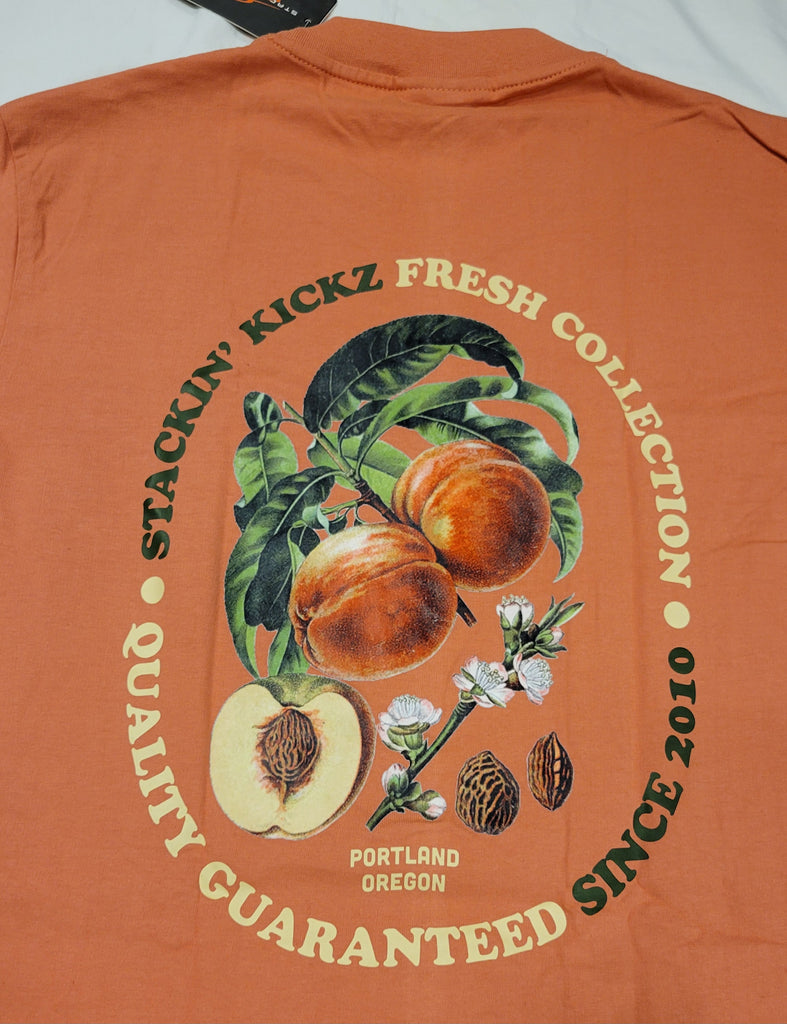 STACKIN' KICKZ FRESH COLLECTION
QUALITY GUARANTEED SINCE 2010
PORTLAND
OREGON